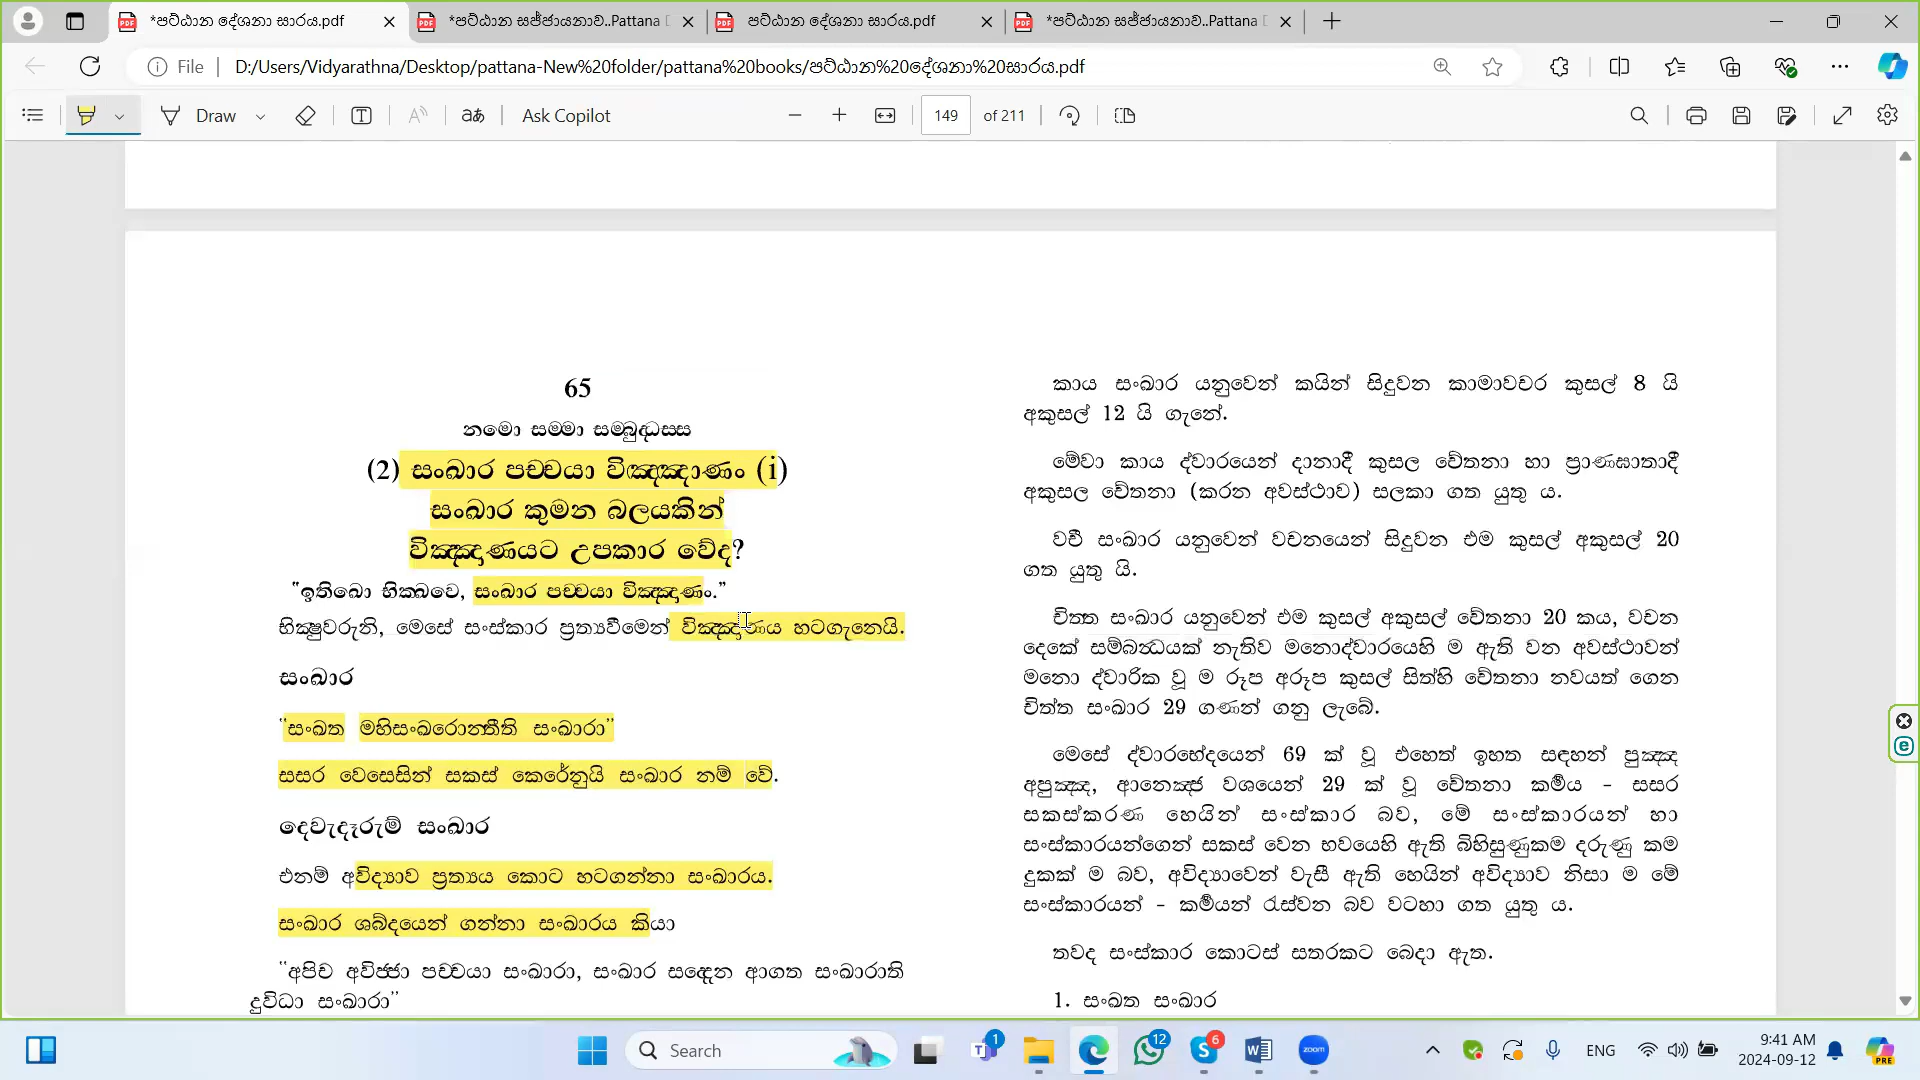 *පට්ඨාන දේශනා සාරය.pdf
*පට්ඨාන සජ්ඣායනාව..Pattana
පට්ඨාන දේශනා සාරය.pdf
*පට්ඨාන සජ්ඣායනාව..Pattana
File
D:/Users/Vidyarathna/Desktop/pattana-New%20folder/pattana%20books/පට්ඨාන%20දේශනා%20සාරය.pdf
Draw
aあ
Ask Copilot
149 of 211
65
නමො සම්මා සම්බුද්ධස්ස
(2) සංඛාර පච්චයා විඤ්ඤාණං (i)
සංඛාර කුමන බලයකින්
විඤ්ඤාණයට උපකාර වේද?
"ඉතිඛො භික්ඛවෙ, සංඛාර පච්චයා විඤ්ඤාණං."
භික්ෂුවරුනි, මෙසේ සංස්කාර ප්‍රත්‍යවීමෙන් විඤ්ඤාණය හටගැනෙයි.
සංඛාර
"සංඛත මහිසංඛරොන්තීති සංඛාරා"
සසර වෙසෙසින් සකස් කෙරේනුයි සංඛාර නම් වේ.
දෙවැදෑරුම් සංඛාර
එනම් අවිද්‍යාව ප්‍රත්‍යය කොට හටගන්නා සංඛාරය.
සංඛාර ශබ්දයෙන් ගන්නා සංඛාරය කියා
"අපිච අවිජ්ජා පච්චයා සංඛාරා, සංඛාර සද්දෙන ආගත සංඛාරාති
දුවිධා සංඛාරා"
කාය සංඛාර යනුවෙන් කයින් සිදුවන කාමාවචර කුසල් 8 යි
අකුසල් 12 යි ගැනේ.
මේවා කාය ද්වාරයෙන් දානාදී කුසල චේතනා හා ප්‍රාණඝාතාදී
අකුසල චේතනා (කරන අවස්ථාව) සලකා ගත යුතු ය.
වචී සංඛාර යනුවෙන් වචනයෙන් සිදුවන එම කුසල් අකුසල් 20
ගත යුතු යි.
චිත්ත සංඛාර යනුවෙන් එම කුසල් අකුසල් චේතනා 20 කය, වචන
දෙකේ සම්බන්ධයක් නැතිව මනොද්වාරයෙහි ම ඇති වන අවස්ථාවන්
මනො ද්වාරික වූ ම රූප අරූප කුසල් සිත්හි චේතනා නවයත් ගෙන
චිත්ත සංඛාර 29 ගණන් ගනු ලැබේ.
මෙසේ ද්වාරභේදයෙන් 69 ක් වූ එහෙත් ඉහත සඳහන් පුඤ්ඤ
අපුඤ්ඤ, ආනෙඤ්ජ වශයෙන් 29 ක් වූ චේතනා කර්මය - සසර
සකස්කරණ හෙයින් සංස්කාර බව, මේ සංස්කාරයන් හා
සංස්කාරයන්ගෙන් සකස් වෙන භවයෙහි ඇති බිහිසුණුකම දරුණු කම
දුකක් ම බව, අවිද්‍යාවෙන් වැසී ඇති හෙයින් අවිද්‍යාව නිසා ම මේ
සංස්කාරයන් - කර්මයන් රැස්වන බව වටහා ගත යුතු ය.
තවද සංස්කාර කොටස් සතරකට බෙදා ඇත.
1. සංඛත සංඛාර
Search
1
12
6
zoom
ENG
9:41 AM
2024-09-12
PRE